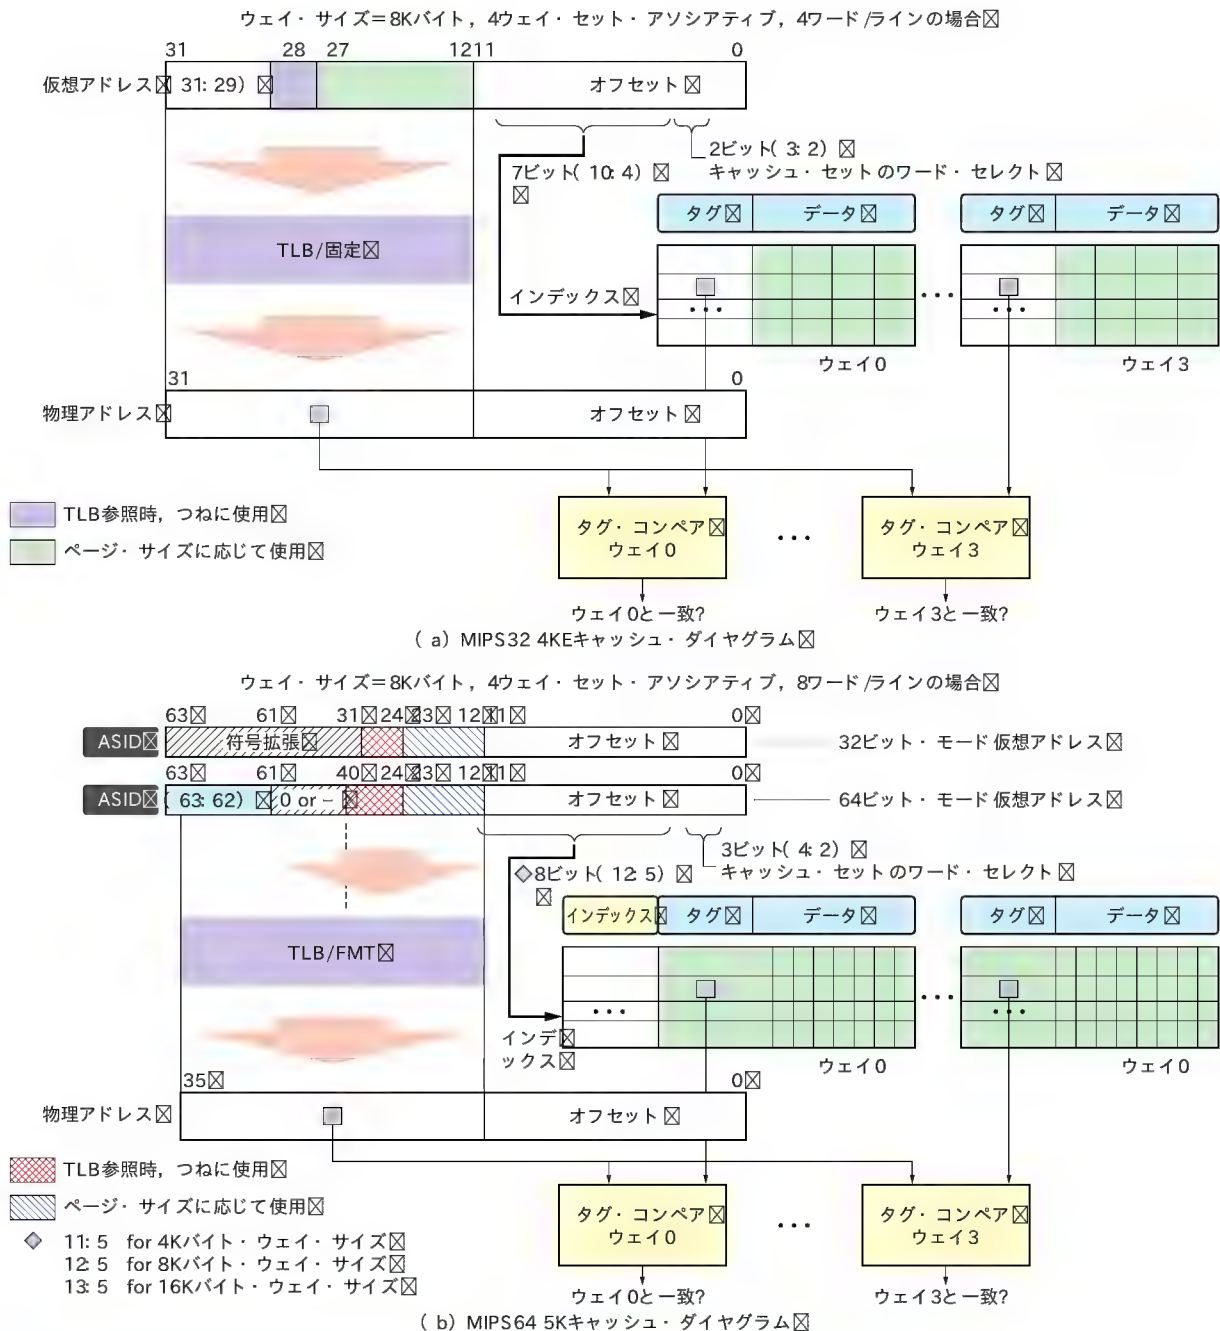 ウェイ・サイズ=8Kバイト，4ウェイ・セット・アソシアティブ，4ワード/ラインの場合
31 28 27 1211 0
仮想アドレス 31:29) オフセット
2ビット( 3:2)
キャッシュ・セットのワード・セレクト
7ビット( 10:4)
タグ データ タグ データ
TLB/固定
インデックス
ウェイ0 ウェイ3
31 0
物理アドレス オフセット
TLB参照時，つねに使用
ページ・サイズに応じて使用
タグ・コンペア
ウェイ0
タグ・コンペア
ウェイ3
ウェイ0と一致?
ウェイ3と一致?
( a) MIPS32 4KEキャッシュ・ダイヤグラム
ウェイ・サイズ=8Kバイト，4ウェイ・セット・アソシアティブ，8ワード/ラインの場合
63 61 31 24 23 12 11 0
ASID 符号拡張 オフセット 32ビット・モード仮想アドレス
63 61 40 24 23 12 11 0
ASID 63:62) 0 or – オフセット 64ビット・モード仮想アドレス
3ビット( 4:2)
キャッシュ・セットのワード・セレクト
8ビット( 12:5)
インデックス タグ データ タグ データ
TLB/FMT
インデ
ックス
ウェイ0 ウェイ0
35 0
物理アドレス オフセット
TLB参照時，つねに使用
ページ・サイズに応じて使用
11:5 for 4Kバイト・ウェイ・サイズ
12:5 for 8Kバイト・ウェイ・サイズ
13:5 for 16Kバイト・ウェイ・サイズ
タグ・コンペア
ウェイ0
タグ・コンペア
ウェイ3
ウェイ0と一致?
ウェイ3と一致?
( b) MIPS64 5Kキャッシュ・ダイヤグラム